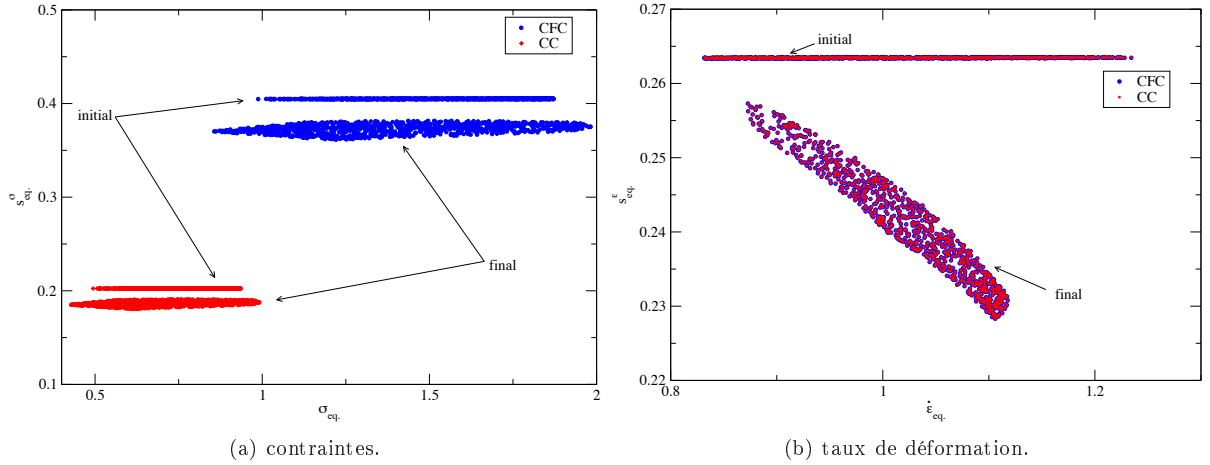 0.5
0.4
0.3
0.2
0.1
0.5
1
1.5
2
s^σ_eq.
σ_eq.
CFC
CC
initial
final
(a) contraintes.
0.27
0.26
0.25
0.24
0.23
0.22
0.8
1
1.2
s^ε_eq.
ε̇_eq.
initial
CFC
CC
final
(b) taux de déformation.